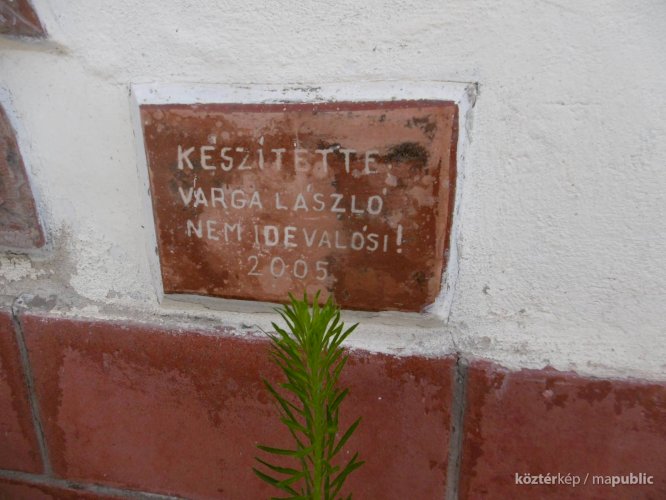 KÉSZÍTETTE:
VARGA LÁSZLÓ
NEM IDEVALÓSI!
2005
köztérkép / mapublic